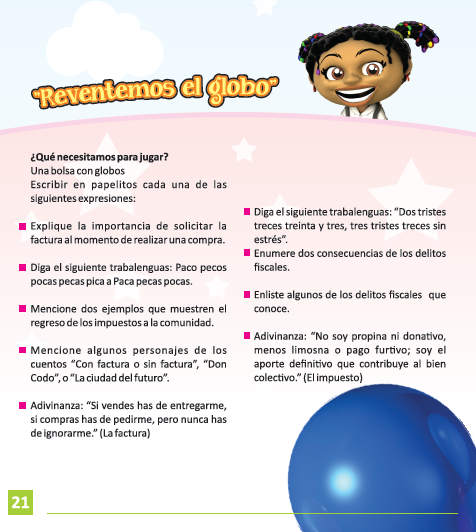 "Reventemos el globo"
¿Qué necesitamos para jugar?
Una bolsa con globos
Escribir en papelitos cada una de las
siguientes expresiones:
Explique la importancia de solicitar la
factura al momento de realizar una compra.
Diga el siguiente trabalenguas: Paco pecos
pocas pecas pica a Paca pecas pocas.
Mencione dos ejemplos que muestren el
regreso de los impuestos a la comunidad.
Mencione algunos personajes de los
cuentos "Con factura o sin factura", "Don
Codo", o "La ciudad del futuro".
Adivinanza: "Si vendes has de entregarme,
si compras has de pedirme, pero nunca has
de ignorarme." (La factura)
Diga el siguiente trabalenguas: "Dos tristes
treces treinta y tres, tres tristes treces sin
estrés".
Enumere dos consecuencias de los delitos
fiscales.
Enliste algunos de los delitos fiscales que
conoce.
Adivinanza: "No soy propina ni donativo,
menos limosna o pago furtivo; soy el
aporte definitivo que contribuye al bien
colectivo." (El impuesto)
21